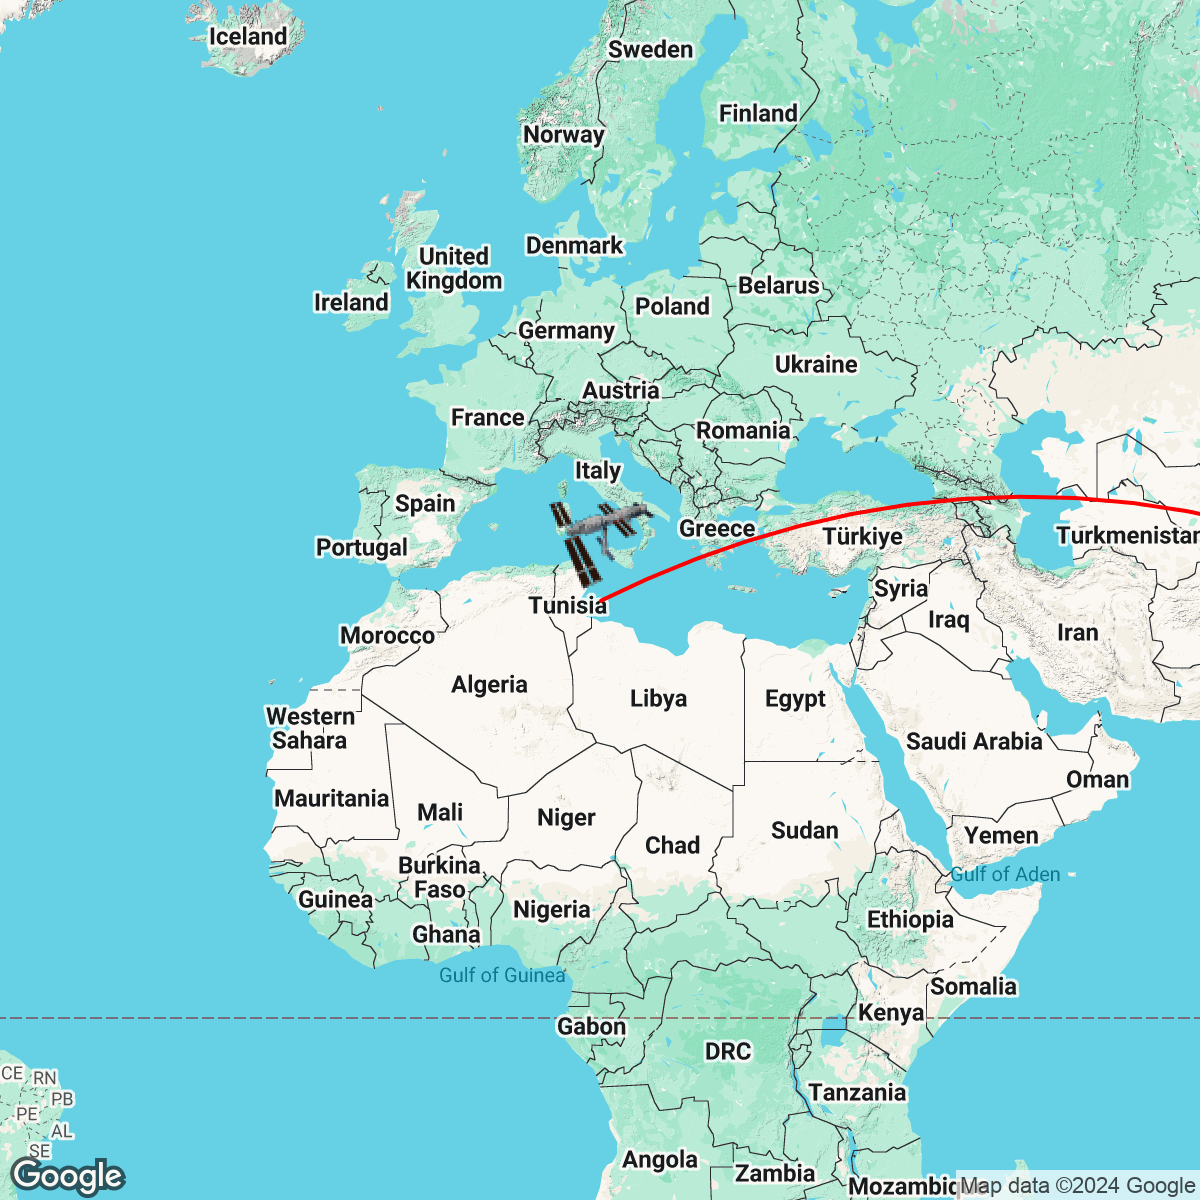 Iceland
Sweden
Finland
Norway
Denmark
United
Kingdom
Ireland
Belarus
Poland
Germany
Ukraine
Austria
France
Romania
Italy
Spain
Greece
Türkiye
Turkmenistan
Portugal
Syria
Tunisia
Iraq
Iran
Morocco
Algeria
Libya
Egypt
Western
Sahara
Saudi Arabia
Oman
Mauritania
Mali
Niger
Sudan
Yemen
Chad
Burkina
Faso
Gulf of Aden
Guinea
Nigeria
Ethiopia
Ghana
Gulf of Guinea
Somalia
Kenya
Gabon
DRC
CE
RN
Tanzania
PB
PE
AL
SE
Angola
Zambia
Google
Map data ©2024 Google